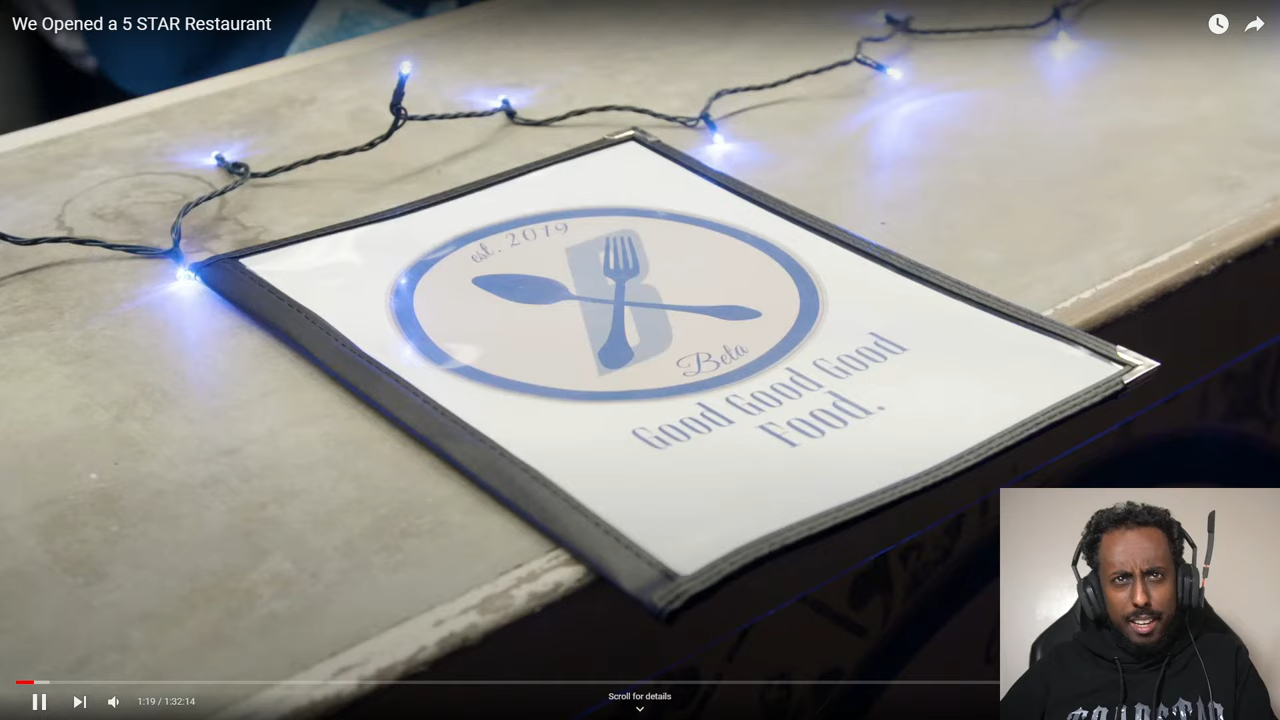 We Opened a 5 STAR Restaurant
est. 2019
Beta
Good Good Good
Food.
1:19 / 1:32:14
Scroll for details